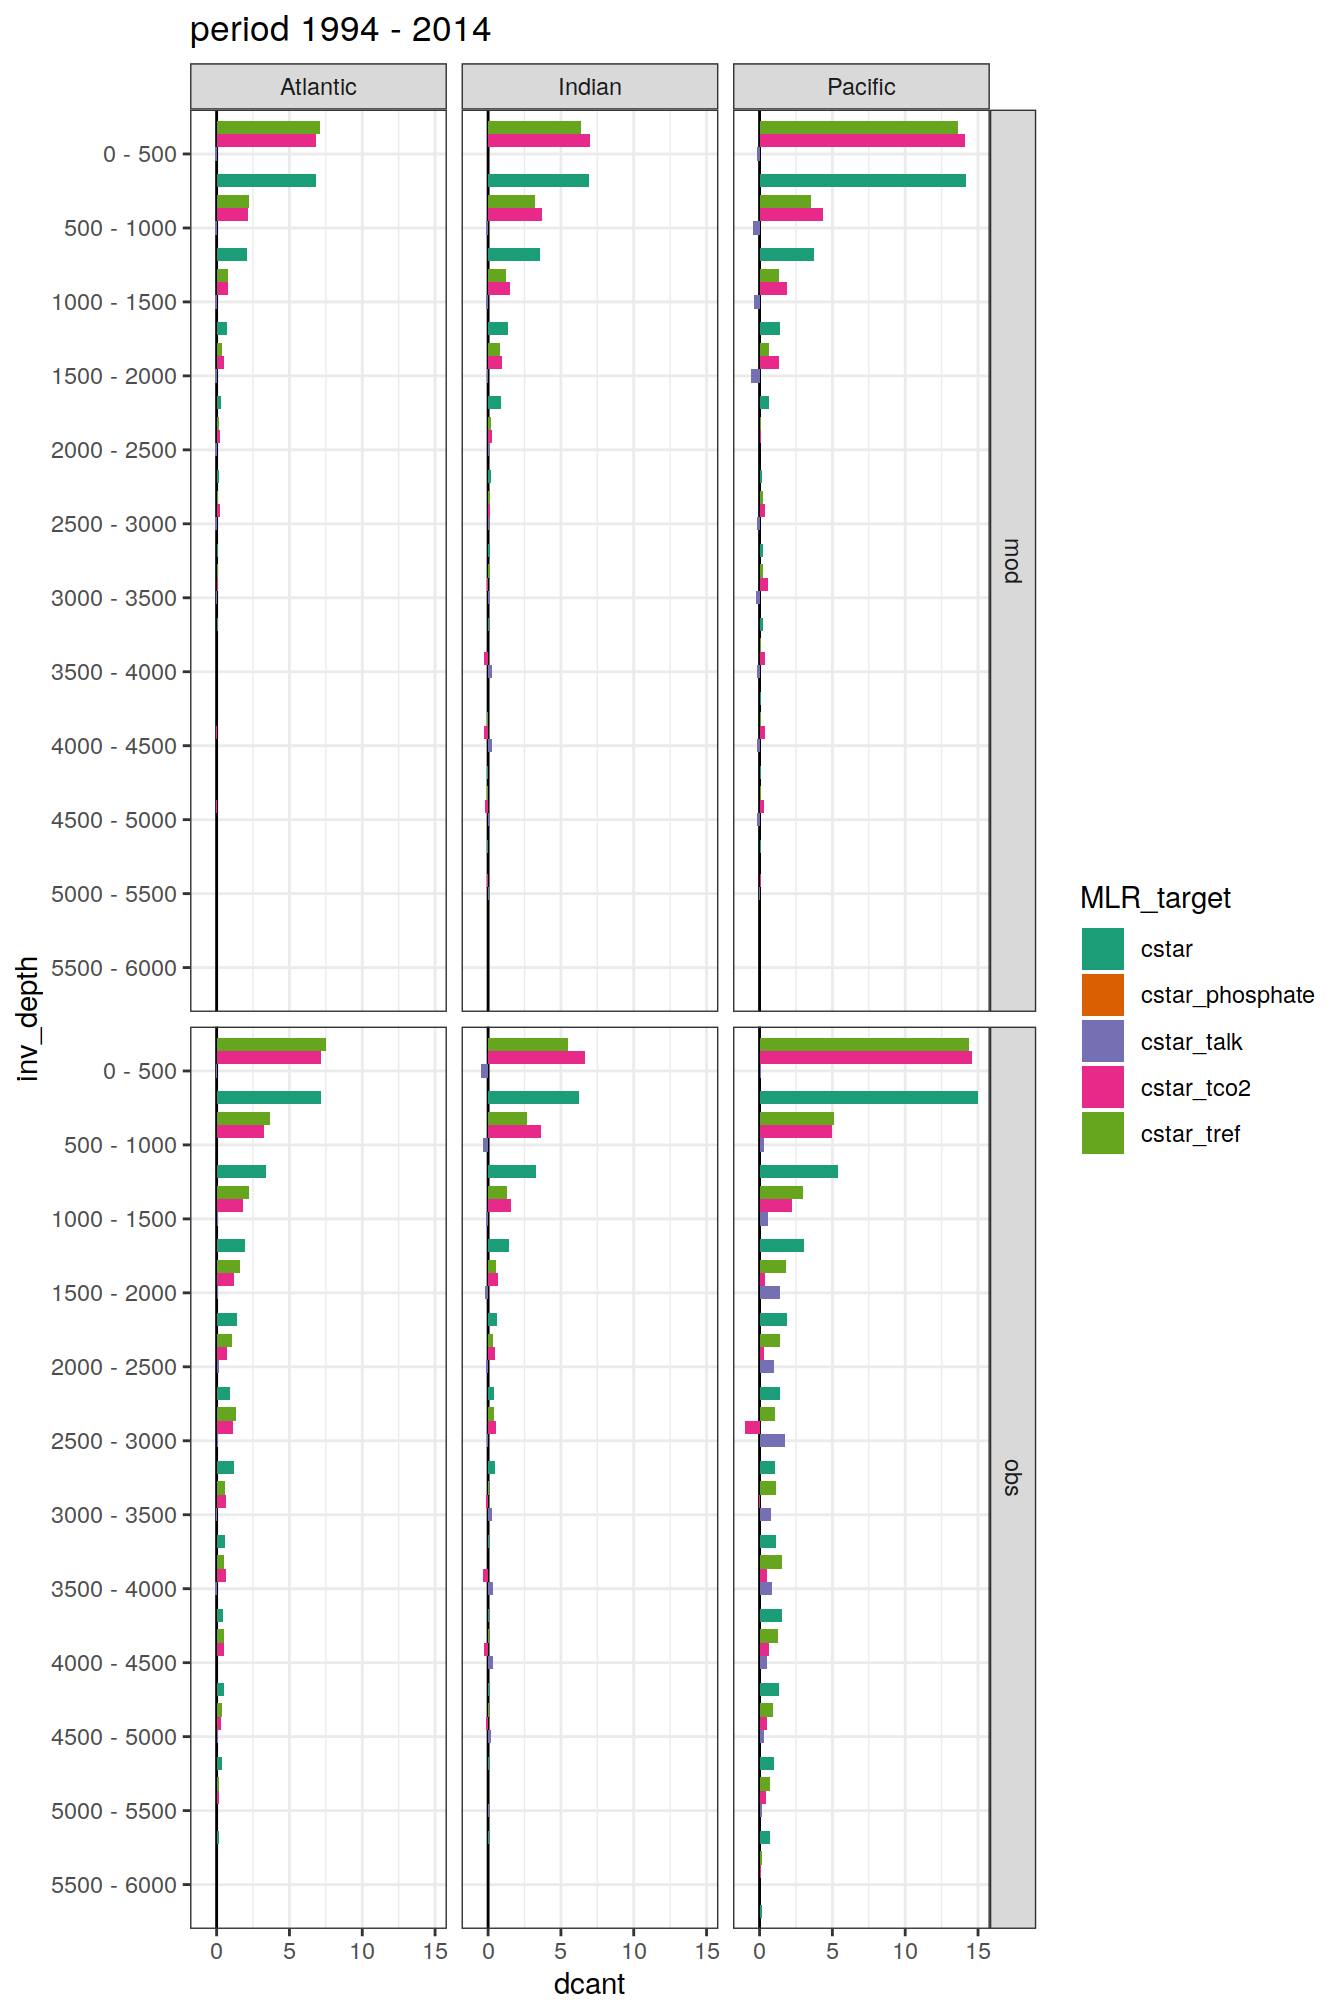 period 1994 - 2014
Atlantic
Indian
Pacific
0 - 500
500 - 1000
1000 - 1500
1500 - 2000
2000 - 2500
2500 - 3000
3000 - 3500
3500 - 4000
4000 - 4500
4500 - 5000
5000 - 5500
5500 - 6000
mod
inv_depth
0 - 500
500 - 1000
1000 - 1500
1500 - 2000
2000 - 2500
2500 - 3000
3000 - 3500
3500 - 4000
4000 - 4500
4500 - 5000
5000 - 5500
5500 - 6000
obs
0 5 10 15
0 5 10 15
0 5 10 15
dcant
MLR_target
cstar
cstar_phosphate
cstar_talk
cstar_tco2
cstar_tref